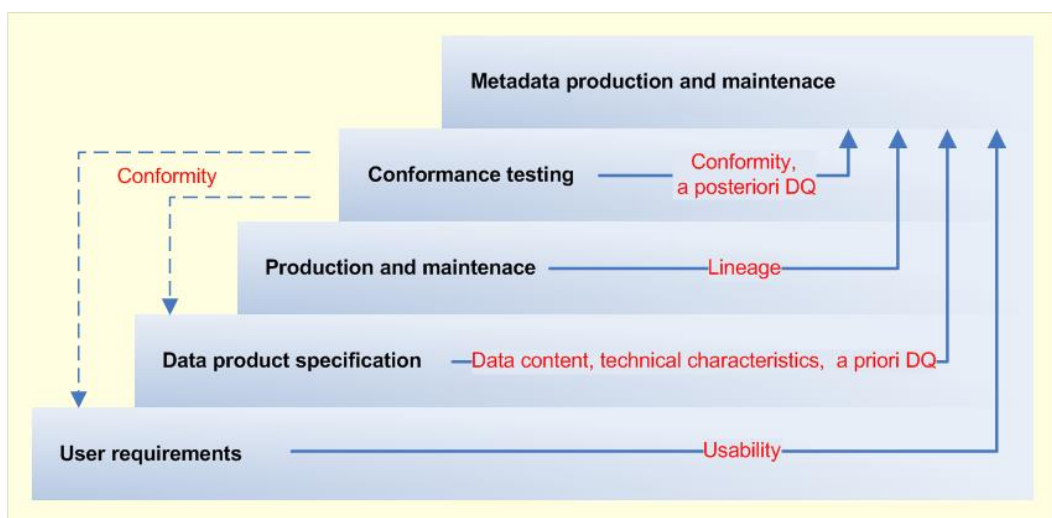 Metadata production and maintenace
Conformity
Conformance testing
Conformity,
a posteriori DQ
Production and maintenace
Lineage
Data product specification
Data content, technical characteristics, a priori DQ
User requirements
Usability